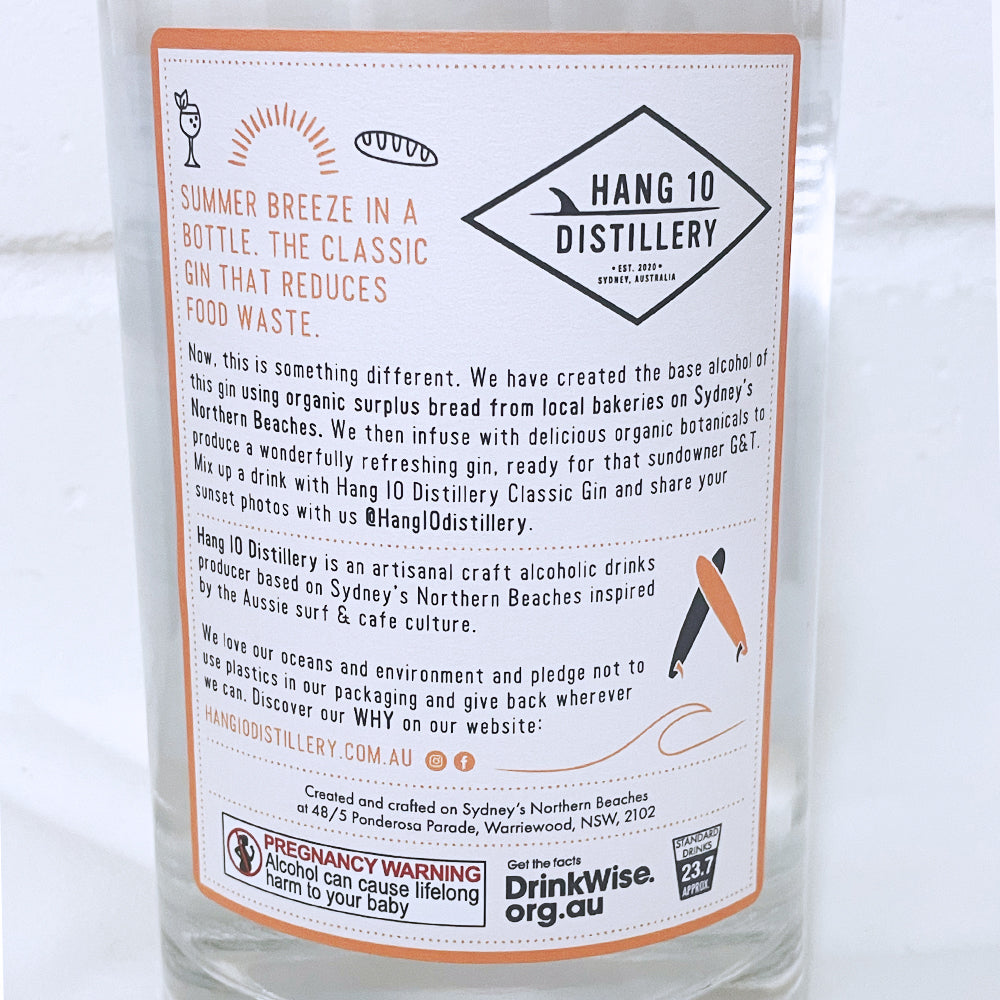 SUMMER BREEZE IN A
BOTTLE. THE CLASSIC
GIN THAT REDUCES
FOOD WASTE.
HANG 10
DISTILLERY
• EST. 2020 •
SYDNEY, AUSTRALIA
Now, this is something different. We have created the base alcohol of
this gin using organic surplus bread from local bakeries on Sydney's
Northern Beaches. We then infuse with delicious organic botanicals to
produce a wonderfully refreshing gin, ready for that sundowner G&T.
Mix up a drink with Hang 10 Distillery Classic Gin and share your
sunset photos with us @Hang10distillery.
Hang 10 Distillery is an artisanal craft alcoholic drinks
producer based on Sydney's Northern Beaches inspired
by the Aussie surf & cafe culture.
We love our oceans and environment and pledge not to
use plastics in our packaging and give back wherever
we can. Discover our WHY on our website:
HANG10DISTILLERY.COM.AU
Created and crafted on Sydney's Northern Beaches
at 48/5 Ponderosa Parade, Warriewood, NSW, 2102
PREGNANCY WARNING
Alcohol can cause lifelong
harm to your baby
Get the facts
DrinkWise.
org.au
STANDARD
DRINKS
23.7
APPROX.